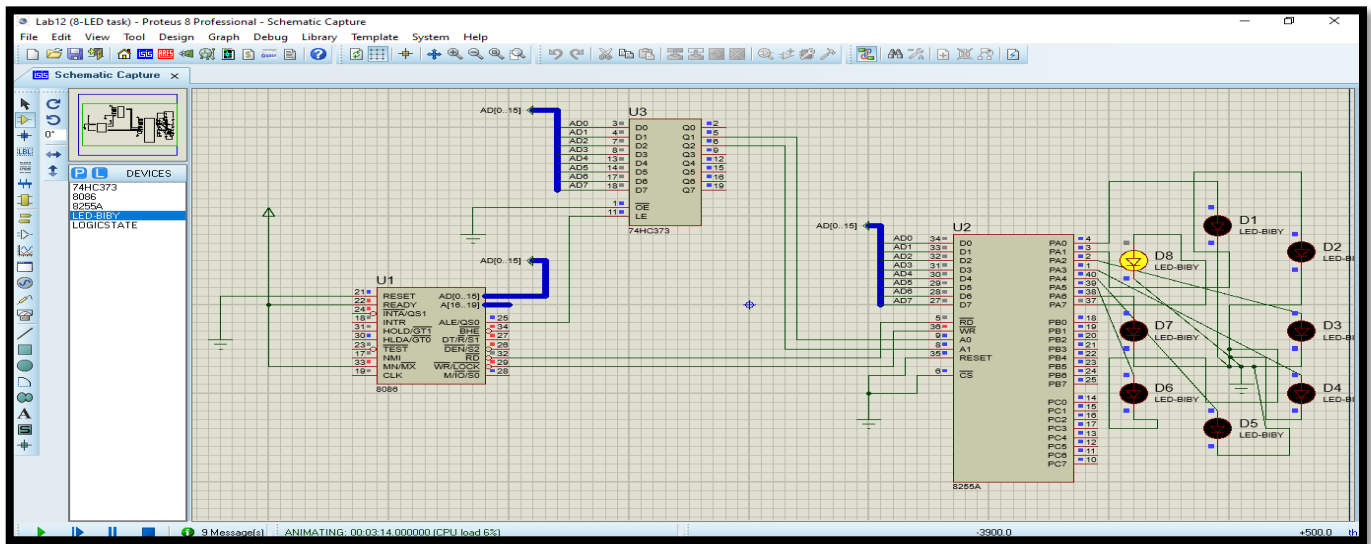 Lab12 (8-LED task) - Proteus 8 Professional - Schematic Capture
File Edit View Tool Design Graph Debug Library Template System Help
Schematic Capture x
0°
P L DEVICES
74HC373
8086
8255A
LED-BIBY
LOGICSTATE
AD[0..15]
U3
AD0 3 D0 Q0 2
AD1 4 D1 Q1 5
AD2 7 D2 Q2 6
AD3 8 D3 Q3 9
AD4 13 D4 Q4 12
AD5 14 D5 Q5 15
AD6 17 D6 Q6 16
AD7 18 D7 Q7 19
1 OE
11 LE
74HC373
AD[0..15]
U1
21 RESET AD[0..15]
22 READY A[16..19]
24 INTA/QS1
18 INTR ALE/QS0 25
31 HOLD/GT1 BHE 34
30 HLDA/GT0 DT/R/S1 27
23 TEST DEN/S2 26
17 NMI RD 32
33 MN/MX WR/LOCK 29
19 CLK M/IO/S0 28
8086
AD[0..15]
U2
AD0 34 D0 PA0 4
AD1 33 D1 PA1 3
AD2 32 D2 PA2 2
AD3 31 D3 PA3 1
AD4 30 D4 PA4 40
AD5 29 D5 PA5 39
AD6 28 D6 PA6 38
AD7 27 D7 PA7 37
5 RD PB0 18
36 WR PB1 19
9 A0 PB2 20
8 A1 PB3 21
35 RESET PB4 22
PB5 23
6 CS PB6 24
PB7 25
PC0 14
PC1 15
PC2 16
PC3 17
PC4 13
PC5 12
PC6 11
PC7 10
8255A
D1
LED-BIBY
D2
LED-BI
D8
LED-BIBY
D7
LED-BIBY
D3
LED-B
D6
LED-BIBY
D4
LED-B
D5
LED-BIBY
9 Message(s) ANIMATING: 00:03:14.000000 (CPU load 6%) -3900.0 +500.0 th